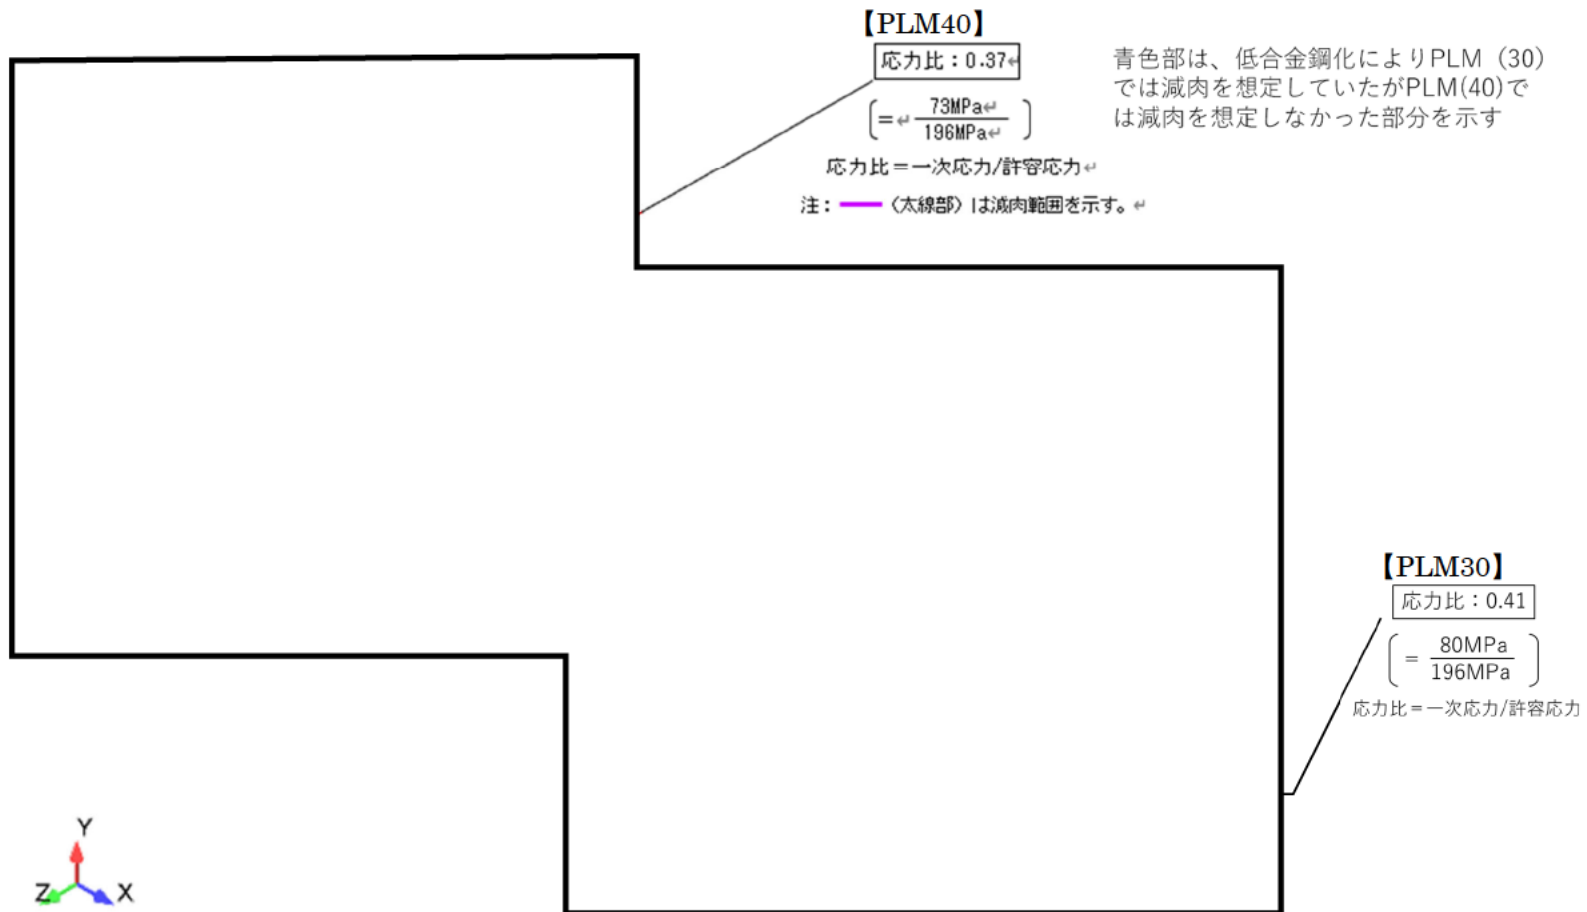 【PLM40】
応力比：0.37↵
=↵ 73MPa↵
196MPa↵
応力比＝一次応力/許容応力↵
注： （太線部）は減肉範囲を示す。↵
青色部は、低合金鋼化によりPLM（30）
では減肉を想定していたがPLM(40)で
は減肉を想定しなかった部分を示す
【PLM30】
応力比：0.41
= 80MPa
196MPa
応力比＝一次応力/許容応力
Y
Z X